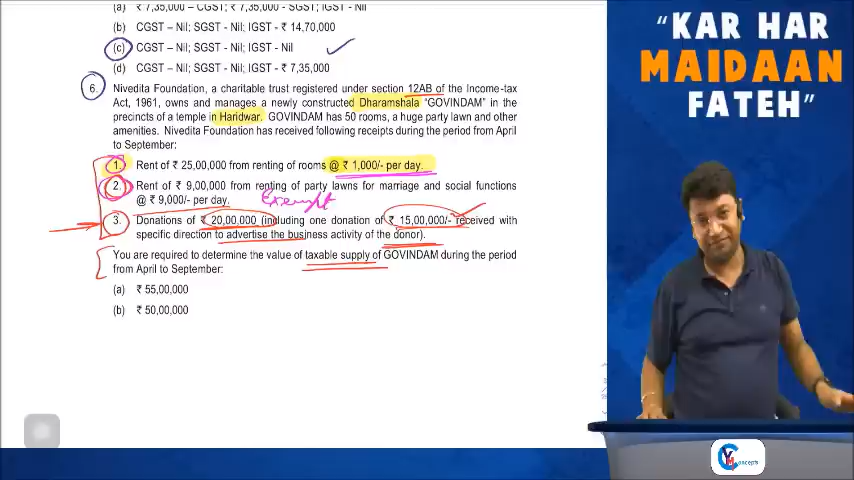 (a) ₹ 7,35,000 – CGST; ₹ 7,35,000 - SGST; IGST - Nil
(b) CGST – Nil; SGST - Nil; IGST - ₹ 14,70,000
(c) CGST – Nil; SGST - Nil; IGST - Nil
(d) CGST – Nil; SGST - Nil; IGST - ₹ 7,35,000
6. Nivedita Foundation, a charitable trust registered under section 12AB of the Income-tax
Act, 1961, owns and manages a newly constructed Dharamshala “GOVINDAM” in the
precincts of a temple in Haridwar. GOVINDAM has 50 rooms, a huge party lawn and other
amenities. Nivedita Foundation has received following receipts during the period from April
to September:
1. Rent of ₹ 25,00,000 from renting of rooms @ ₹ 1,000/- per day.
2. Rent of ₹ 9,00,000 from renting of party lawns for marriage and social functions
@ ₹ 9,000/- per day. Exempt
3. Donations of ₹ 20,00,000 (including one donation of ₹ 15,00,000/- received with
specific direction to advertise the business activity of the donor).
You are required to determine the value of taxable supply of GOVINDAM during the period
from April to September:
(a) ₹ 55,00,000
(b) ₹ 50,00,000
“KAR HAR
MAIDAAN
FATEH”
oncepts